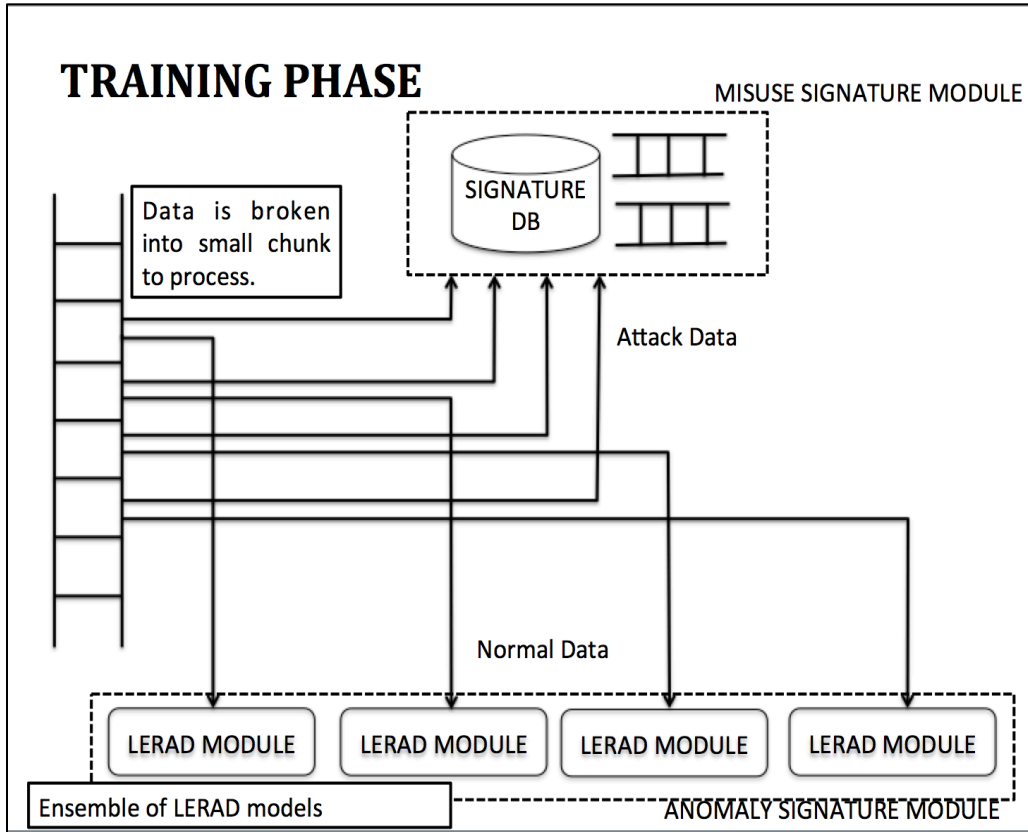 TRAINING PHASE
MISUSE SIGNATURE MODULE
SIGNATURE
DB
Data is broken
into small chunk
to process.
Attack Data
Normal Data
LERAD MODULE
LERAD MODULE
LERAD MODULE
LERAD MODULE
Ensemble of LERAD models
ANOMALY SIGNATURE MODULE